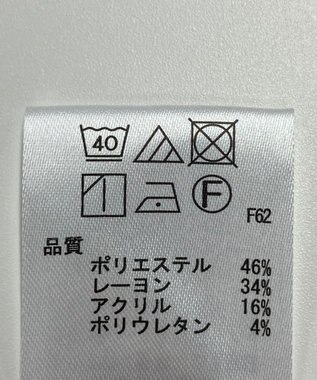 40
F
F62
品質
ポリエステル 46%
レーヨン 34%
アクリル 16%
ポリウレタン 4%